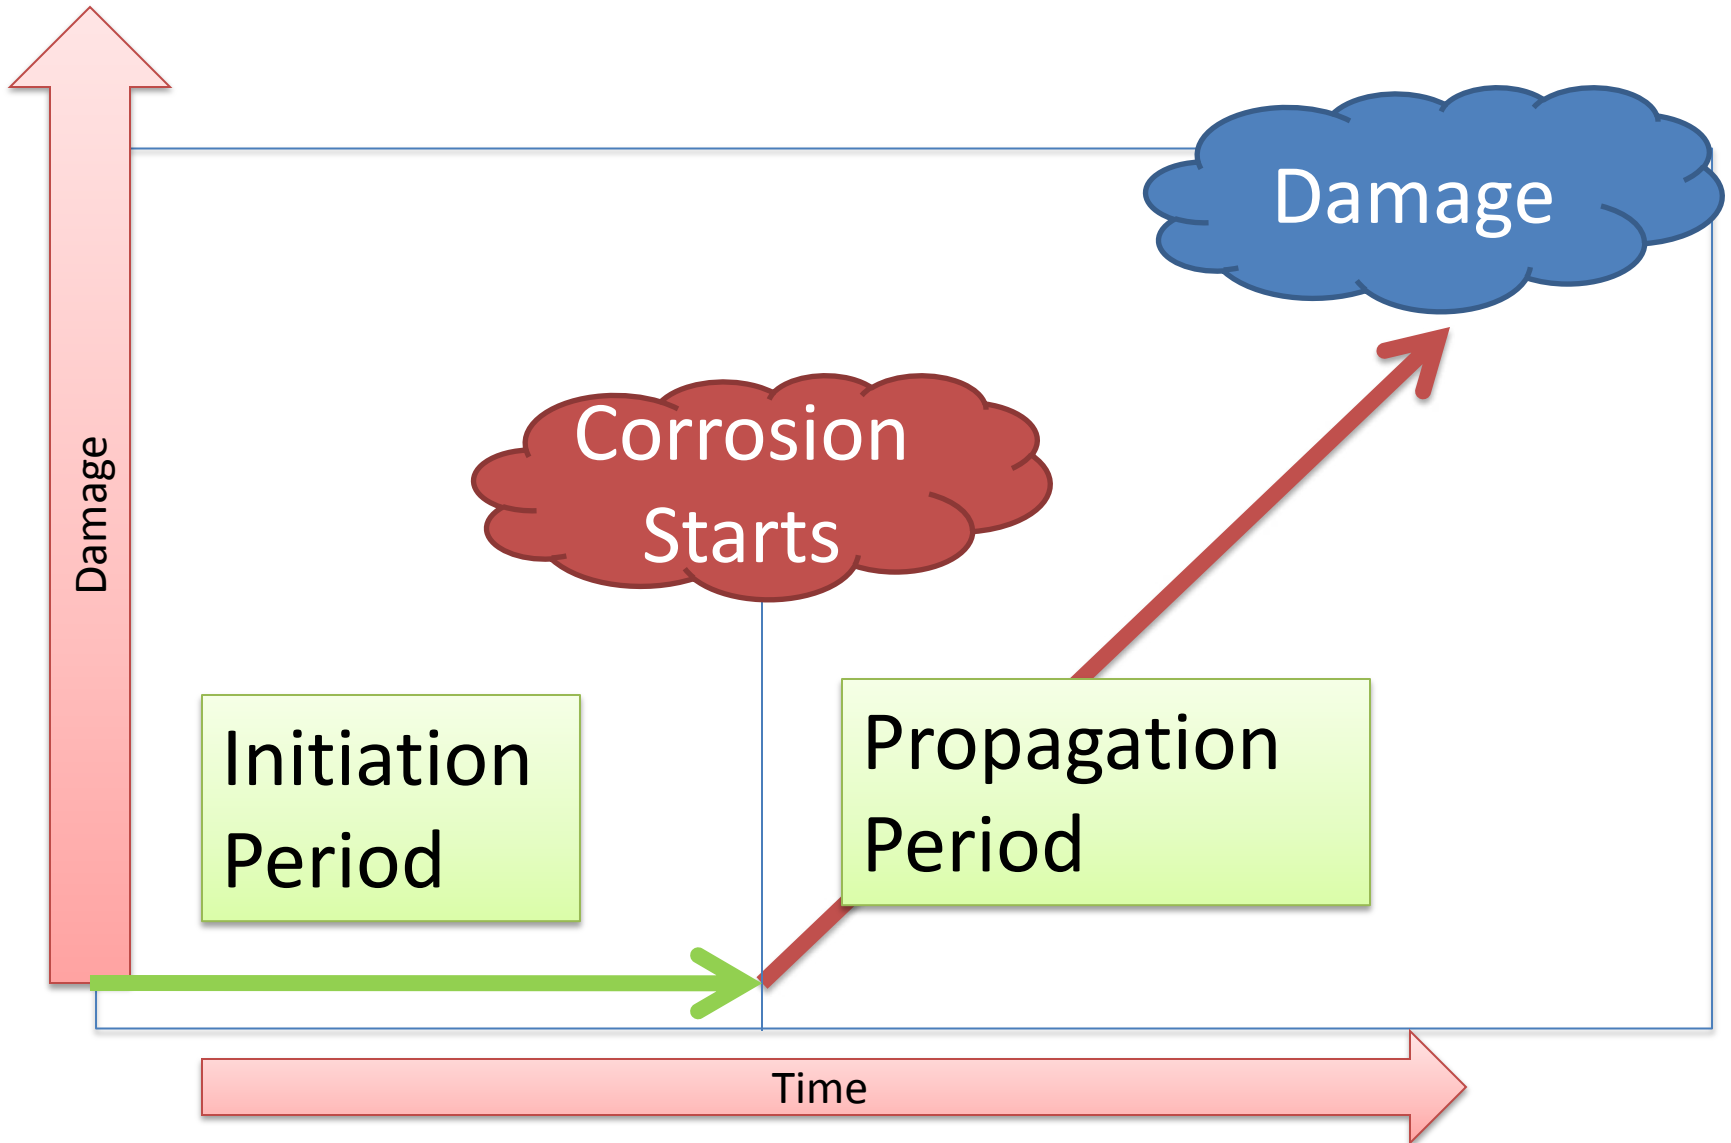 Damage
Damage
Corrosion
Starts
Initiation
Period
Propagation
Period
Time